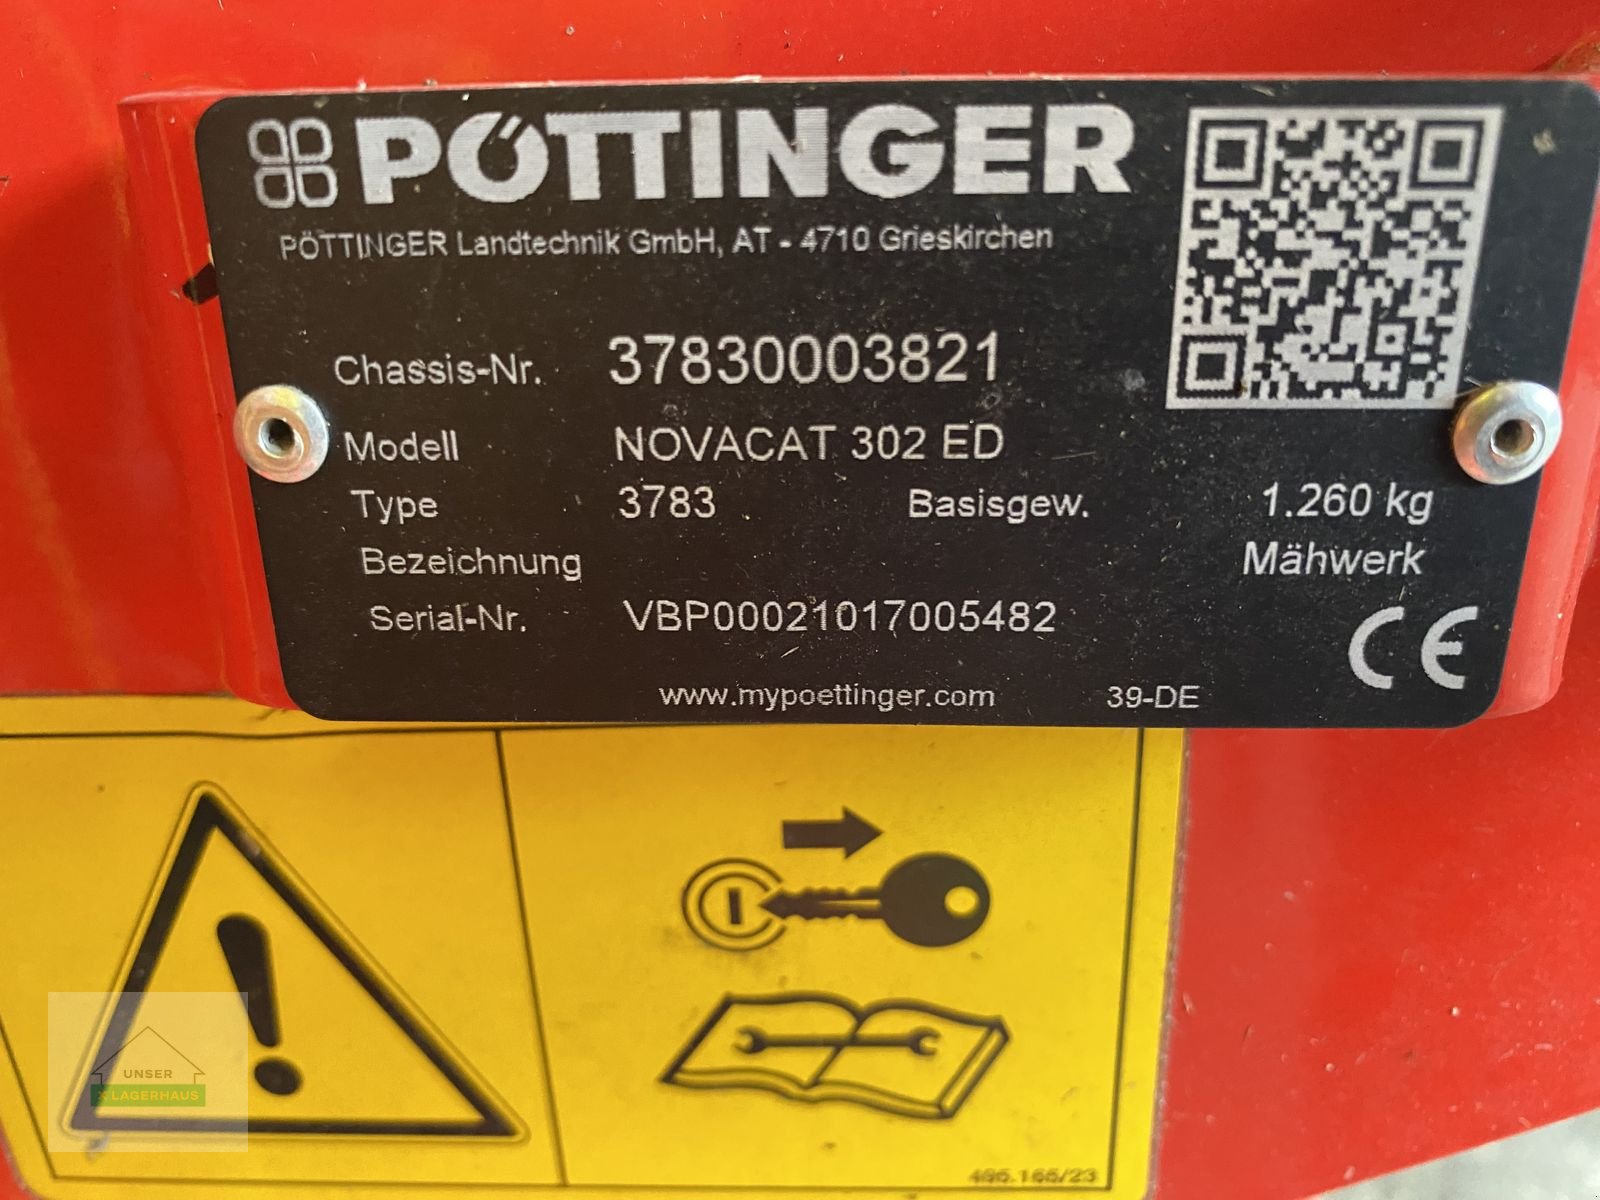 PÖTTINGER
PÖTTINGER Landtechnik GmbH, AT - 4710 Grieskirchen
Chassis-Nr. 37830003821
Modell NOVACAT 302 ED
Type 3783 Basisgew. 1.260 kg
Bezeichnung Mähwerk
Serial-Nr. VBP00021017005482
CE
www.mypoettinger.com 39-DE
UNSER
X LAGERHAUS
495.165/23